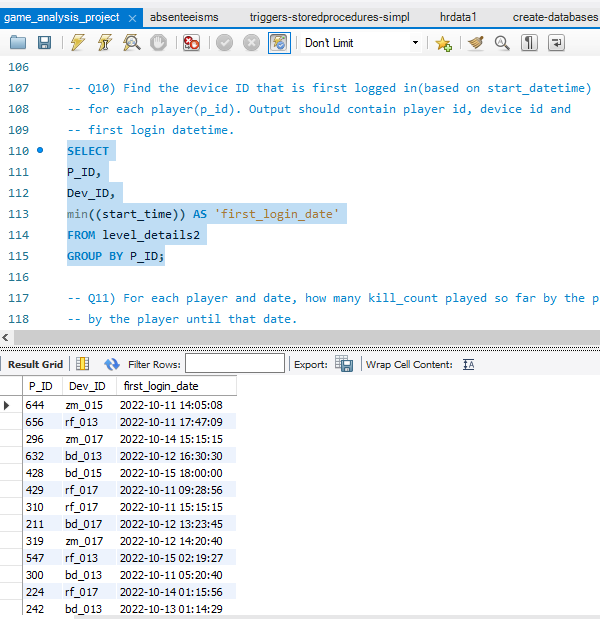 game_analysis_project × absenteeisms triggers-storedprocedures-simpl hrdata1 create-databases
Don't Limit
106
107 -- Q10) Find the device ID that is first logged in(based on start_datetime)
108 -- for each player(p_id). Output should contain player id, device id and
109 -- first login datetime.
110 SELECT
111 P_ID,
112 Dev_ID,
113 min((start_time)) AS 'first_login_date'
114 FROM level_details2
115 GROUP BY P_ID;
116
117 -- Q11) For each player and date, how many kill_count played so far by the p
118 -- by the player until that date.
Result Grid Filter Rows: Export: Wrap Cell Content:
P_ID Dev_ID first_login_date
644 zm_015 2022-10-11 14:05:08
656 rf_013 2022-10-11 17:47:09
296 zm_017 2022-10-14 15:15:15
632 bd_013 2022-10-12 16:30:30
428 bd_015 2022-10-15 18:00:00
429 rf_017 2022-10-11 09:28:56
310 rf_017 2022-10-11 15:15:15
211 bd_017 2022-10-12 13:23:45
319 zm_017 2022-10-12 14:20:40
547 rf_013 2022-10-15 02:19:27
300 bd_013 2022-10-11 05:20:40
224 rf_017 2022-10-14 01:15:56
242 bd_013 2022-10-13 01:14:29